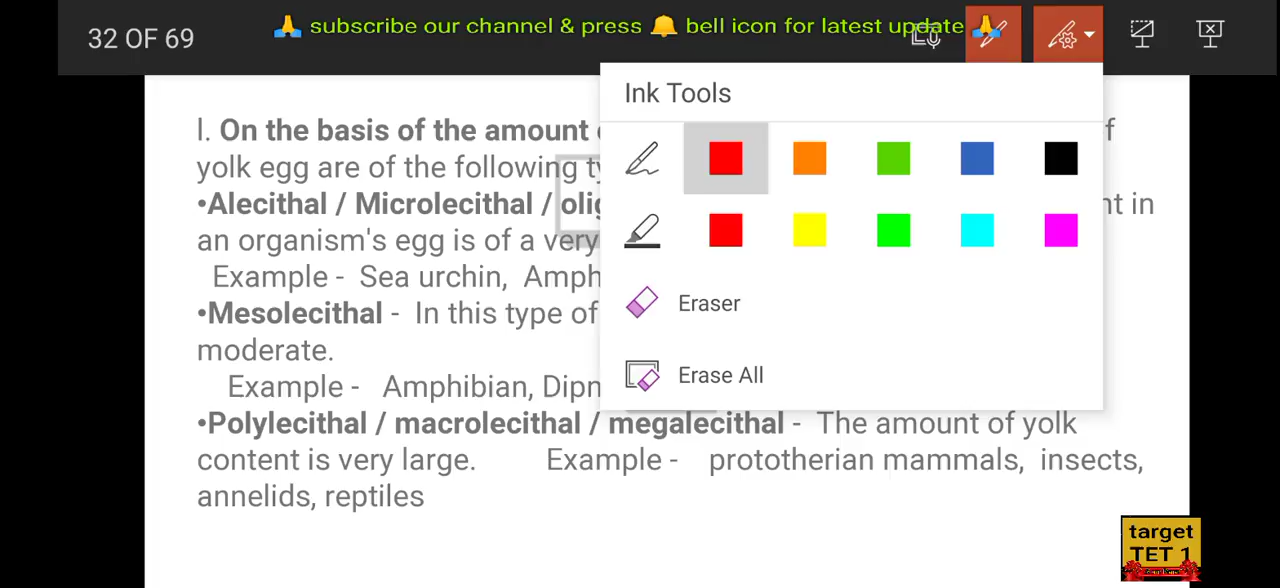 32 OF 69
🙏 subscribe our channel & press 🔔 bell icon for latest update 🙏
Ink Tools
I. On the basis of the amount f
yolk egg are of the following
•Alecithal / Microlecithal / nt in
an organism's egg is of a very
Example - Sea urchin,
•Mesolecithal - In this type of
moderate.
Eraser
Erase All
Example - Amphibian,
•Polylecithal / macrolecithal / megalecithal - The amount of yolk
content is very large. Example - prototherian mammals, insects,
annelids, reptiles
target
TET 1